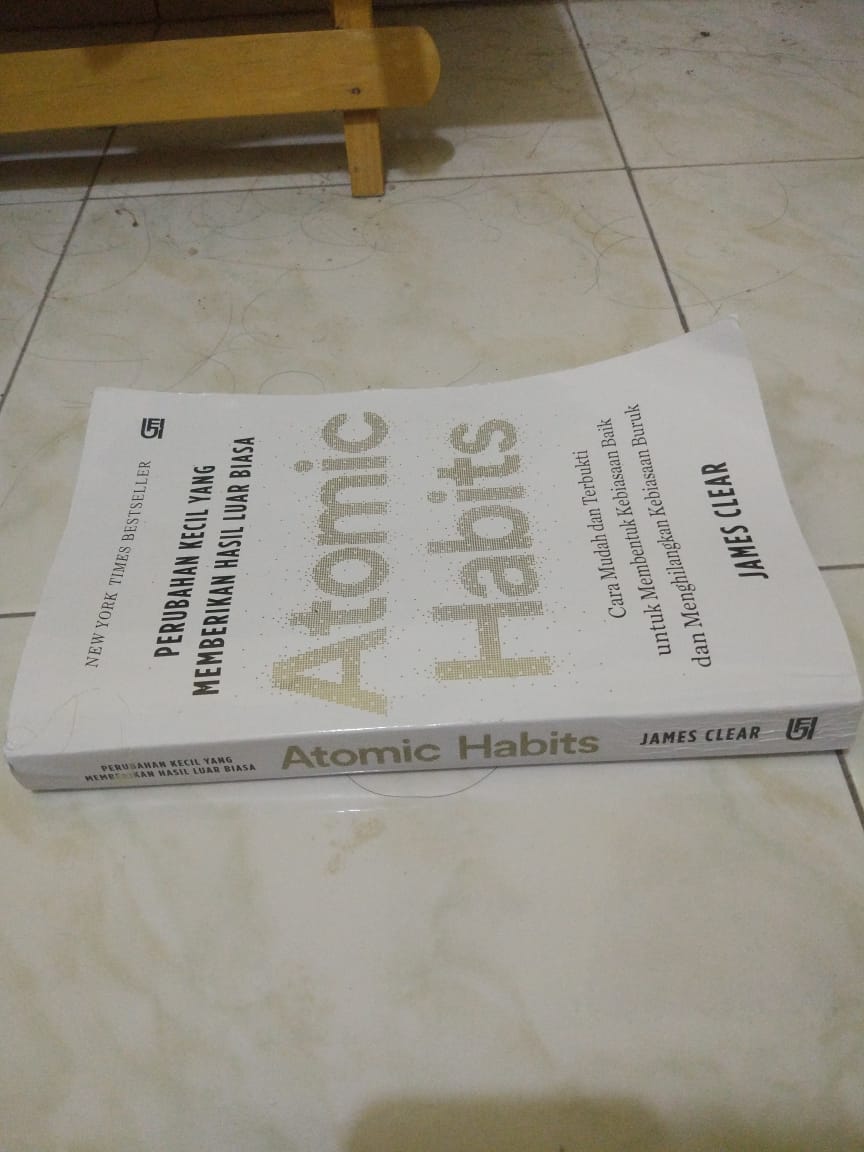 NEW YORK TIMES BESTSELLER
PERUBAHAN KECIL YANG
MEMBERIKAN HASIL LUAR BIASA
Atomic
Habits
Cara Mudah dan Terbukti
untuk Membentuk Kebiasaan Baik
dan Menghilangkan Kebiasaan Buruk
JAMES CLEAR
PERUBAHAN KECIL YANG
MEMBERIKAN HASIL LUAR BIASA
Atomic Habits
JAMES CLEAR